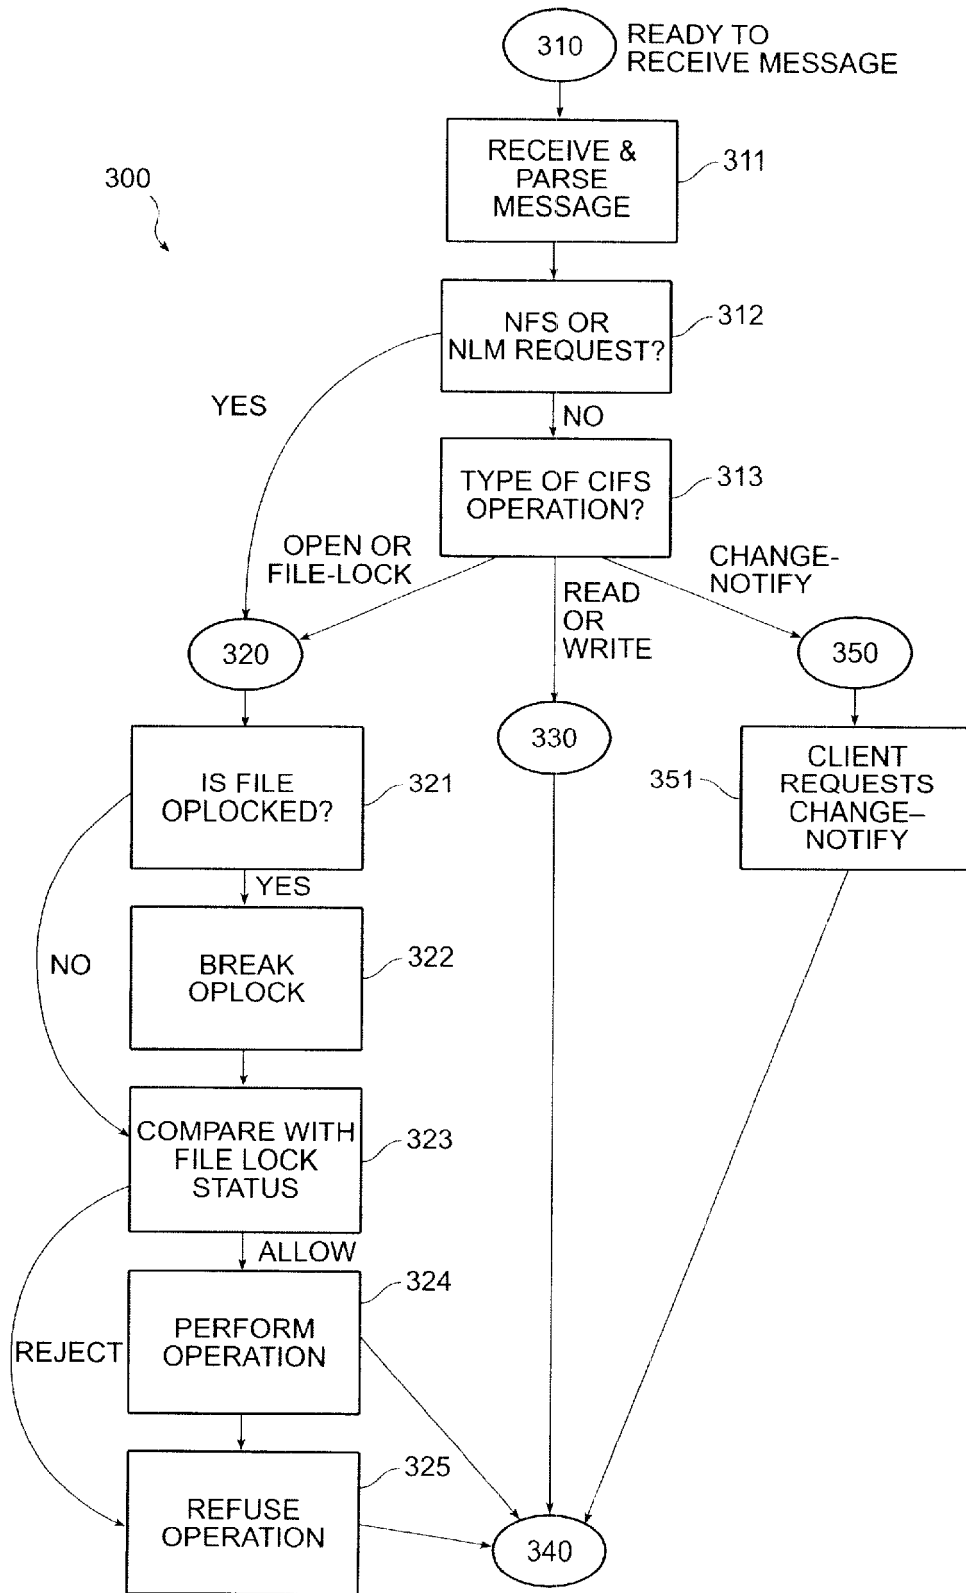 310
READY TO
RECEIVE MESSAGE
RECEIVE &
PARSE
MESSAGE
311
300
NFS OR
NLM REQUEST?
312
YES
NO
TYPE OF CIFS
OPERATION?
313
OPEN OR
FILE-LOCK
READ
OR
WRITE
CHANGE-
NOTIFY
320
330
350
IS FILE
OPLOCKED?
321
351
CLIENT
REQUESTS
CHANGE–
NOTIFY
YES
NO
BREAK
OPLOCK
322
COMPARE WITH
FILE LOCK
STATUS
323
ALLOW
REJECT
PERFORM
OPERATION
324
REFUSE
OPERATION
325
340